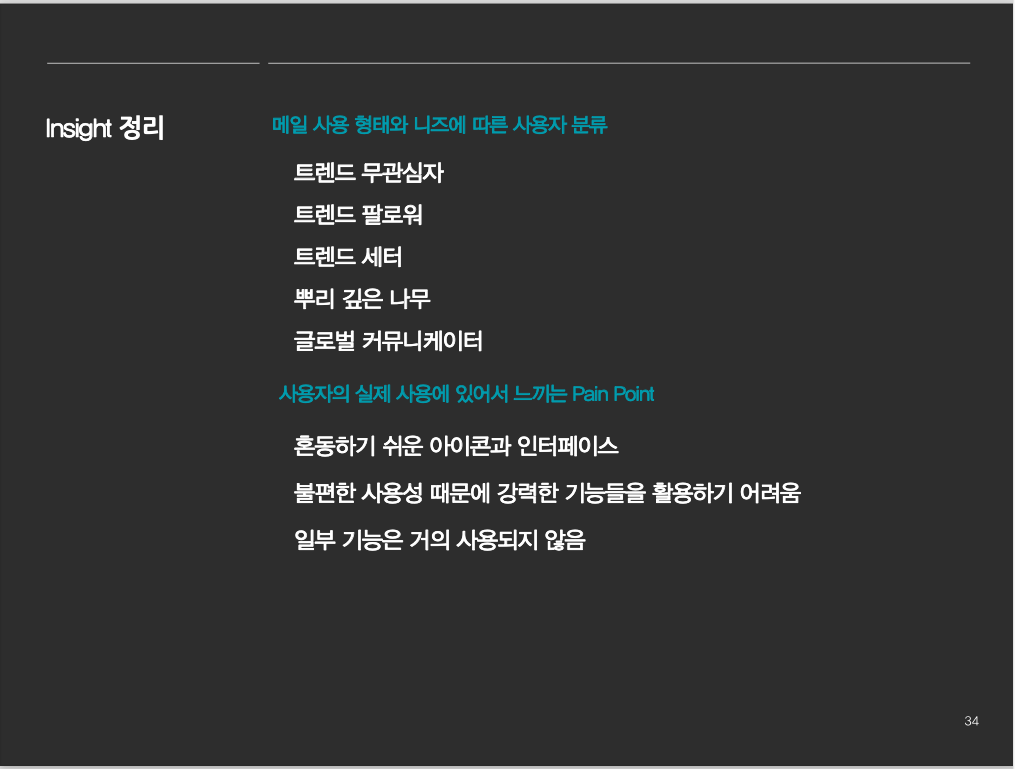 Insight 정리
메일 사용 형태와 니즈에 따른 사용자 분류
트렌드 무관심자
트렌드 팔로워
트렌드 세터
뿌리 깊은 나무
글로벌 커뮤니케이터
사용자의 실제 사용에 있어서 느끼는 Pain Point
혼동하기 쉬운 아이콘과 인터페이스
불편한 사용성 때문에 강력한 기능들을 활용하기 어려움
일부 기능은 거의 사용되지 않음
34